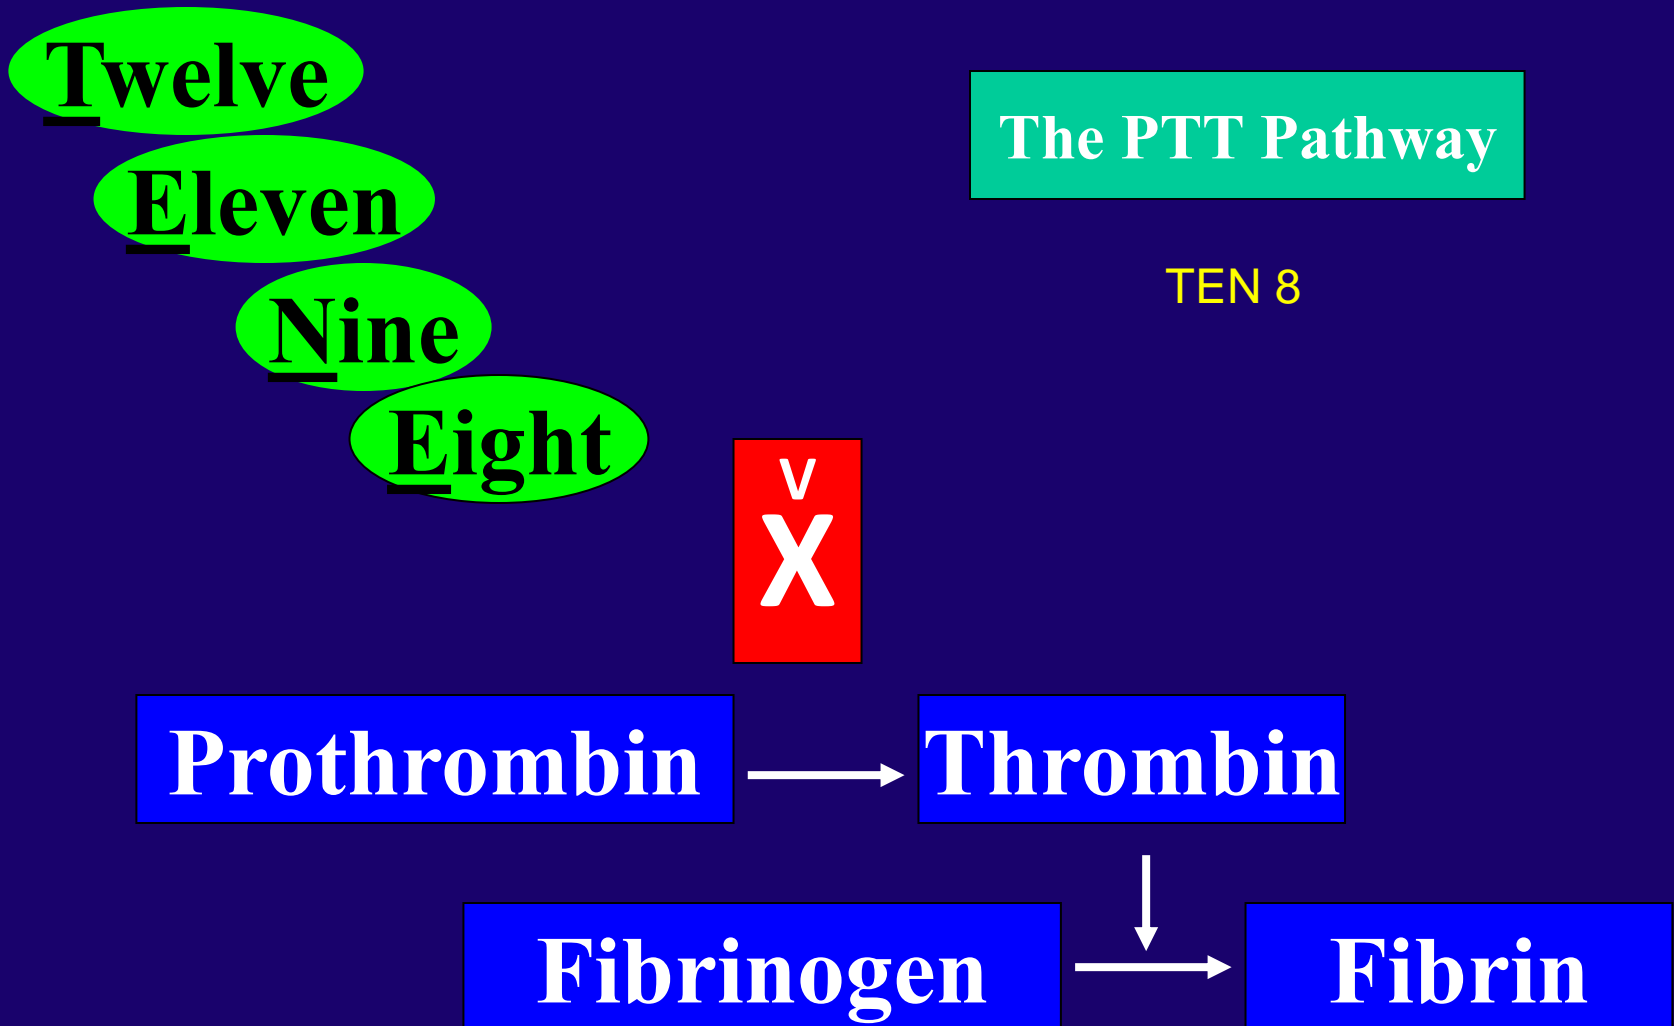 Twelve
The PTT Pathway
Eleven
TEN 8
Nine
Eight
V
X
Prothrombin
Thrombin
Fibrinogen
Fibrin